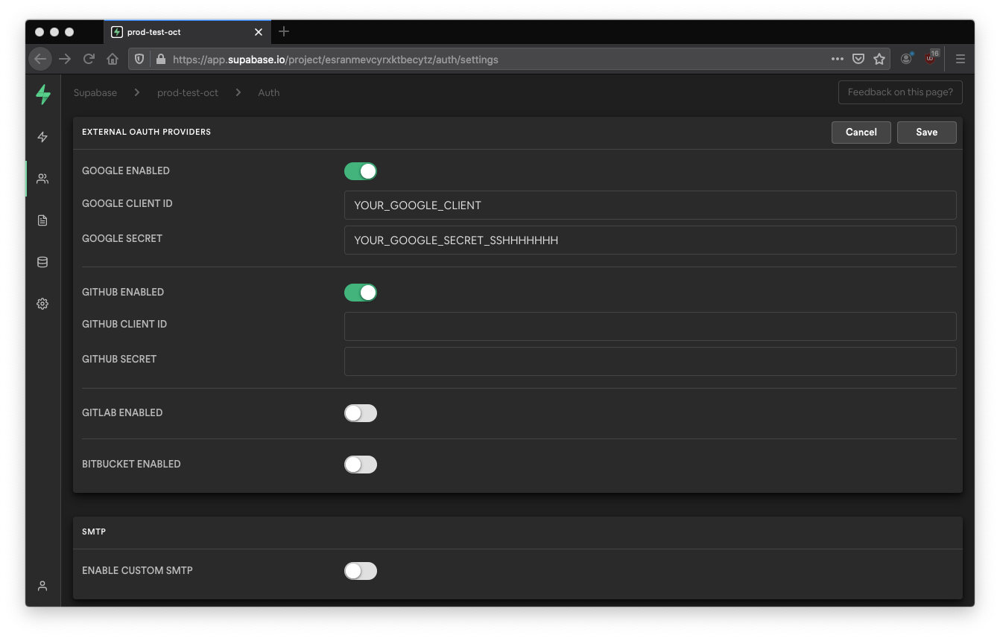 prod-test-oct
https://app.supabase.io/project/esranmevcyrxktbecytz/auth/settings
16
Supabase > prod-test-oct > Auth
Feedback on this page?
EXTERNAL OAUTH PROVIDERS
Cancel
Save
GOOGLE ENABLED
GOOGLE CLIENT ID
YOUR_GOOGLE_CLIENT
GOOGLE SECRET
YOUR_GOOGLE_SECRET_SSHHHHHHH
GITHUB ENABLED
GITHUB CLIENT ID
GITHUB SECRET
GITLAB ENABLED
BITBUCKET ENABLED
SMTP
ENABLE CUSTOM SMTP